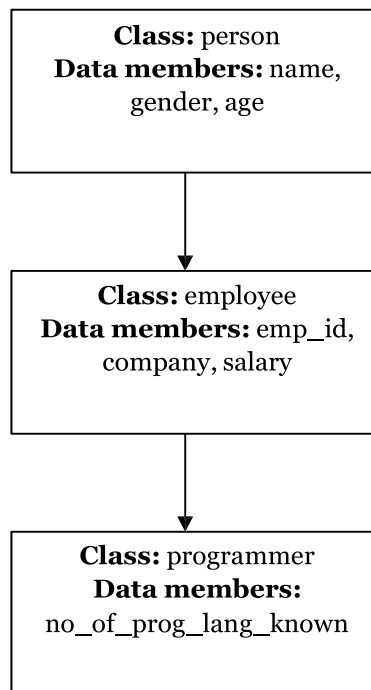 Class: person
Data members: name,
gender, age
Class: employee
Data members: emp_id,
company, salary
Class: programmer
Data members:
no_of_prog_lang_known